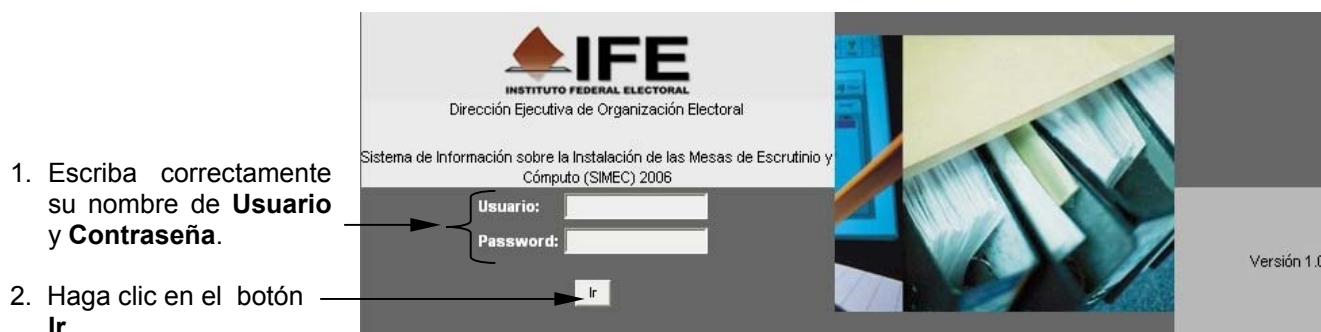 IFE
INSTITUTO FEDERAL ELECTORAL
Dirección Ejecutiva de Organización Electoral
Sistema de Información sobre la Instalación de las Mesas de Escrutinio y
Cómputo (SIMEC) 2006
1. Escriba correctamente
su nombre de Usuario
y Contraseña.
Usuario:
Password:
Versión 1.0
2. Haga clic en el botón
Ir
Ir